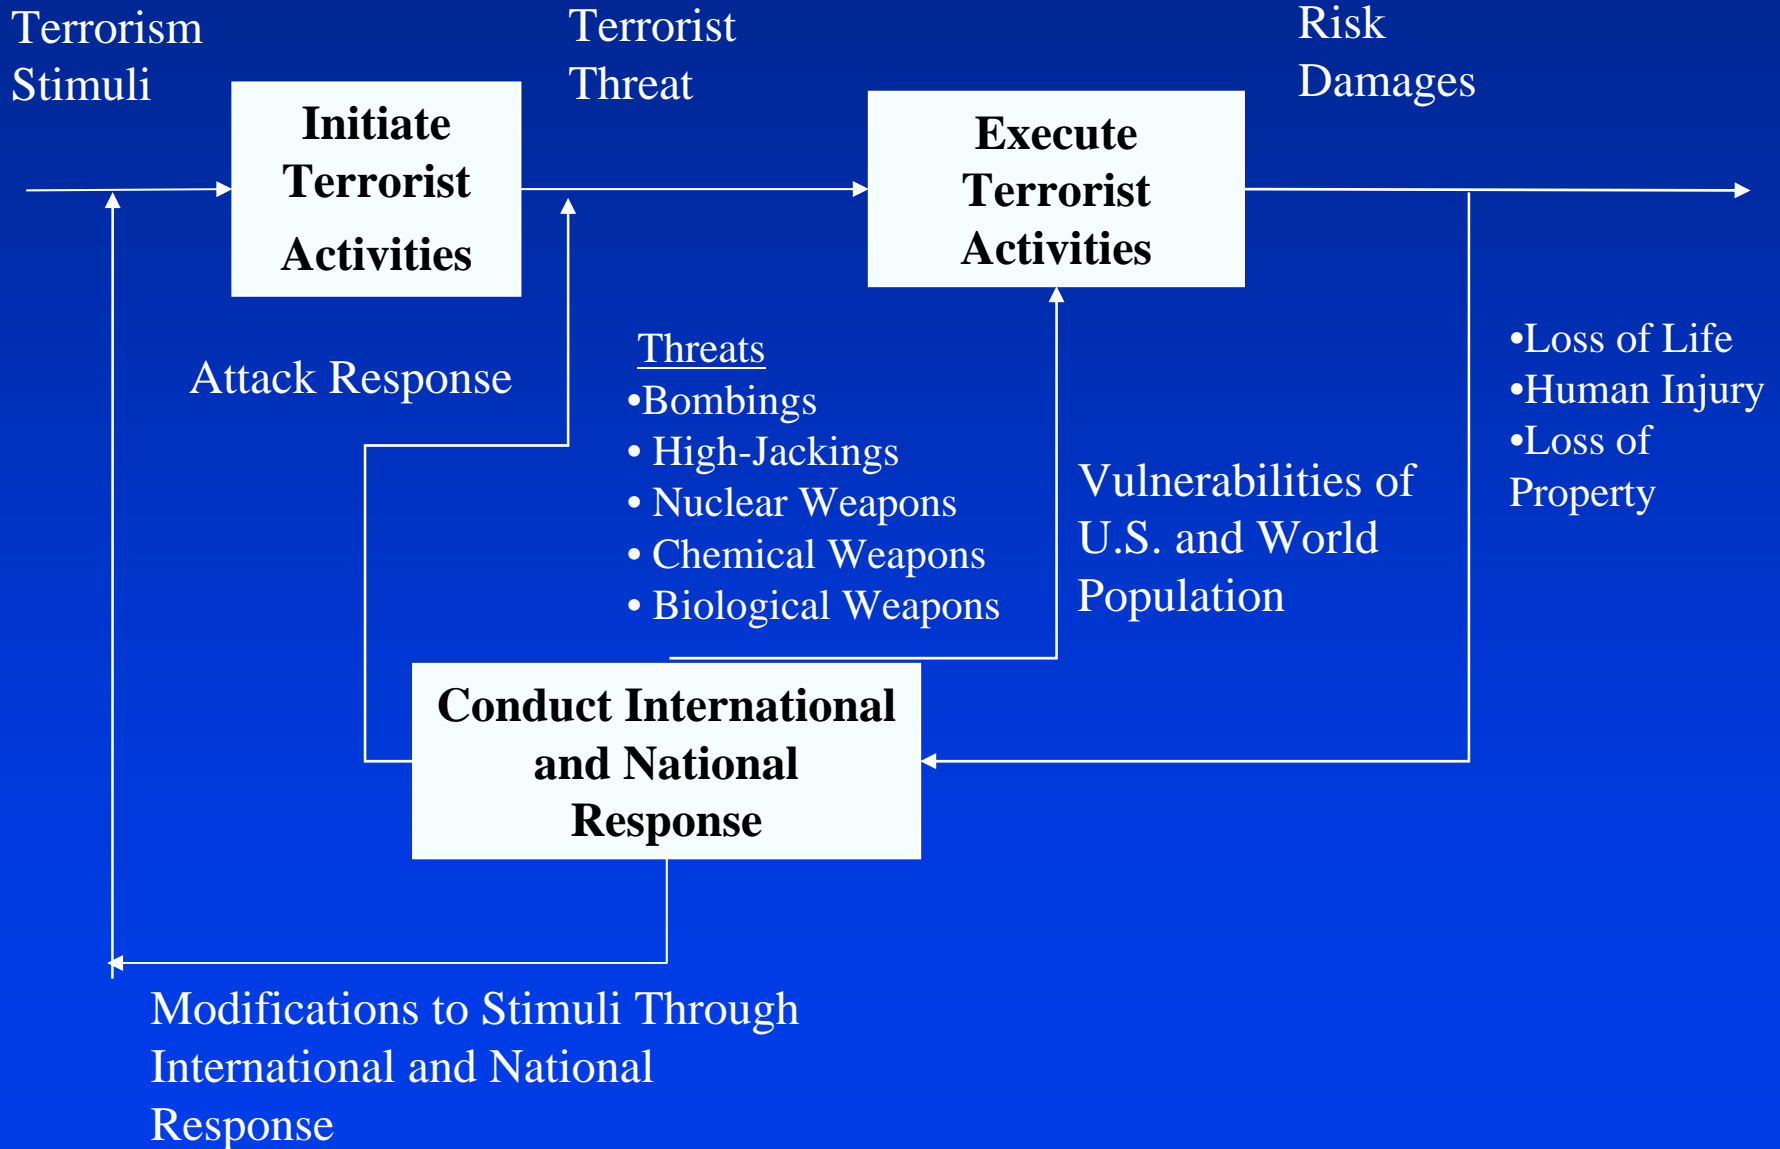 Terrorism
Stimuli
Terrorist
Threat
Risk
Damages
Initiate
Terrorist
Activities
Execute
Terrorist
Activities
Attack Response
Threats
•Bombings
• High-Jackings
• Nuclear Weapons
• Chemical Weapons
• Biological Weapons
Vulnerabilities of
U.S. and World
Population
•Loss of Life
•Human Injury
•Loss of
Property
Conduct International
and National
Response
Modifications to Stimuli Through
International and National
Response